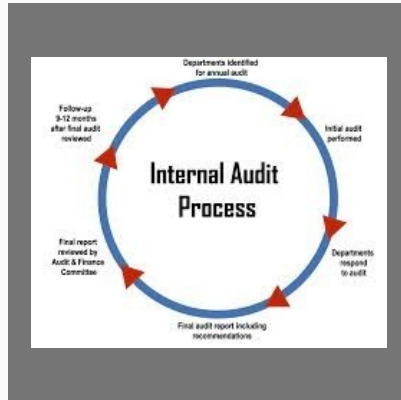 Departments identified
for annual audit
Initial audit
performed
Departments
respond
to audit
Final audit report including
recommendations
Final report
reviewed by
Audit & Finance
Committee
Follow-up
9-12 months
after final audit
reviewed
Internal Audit
Process